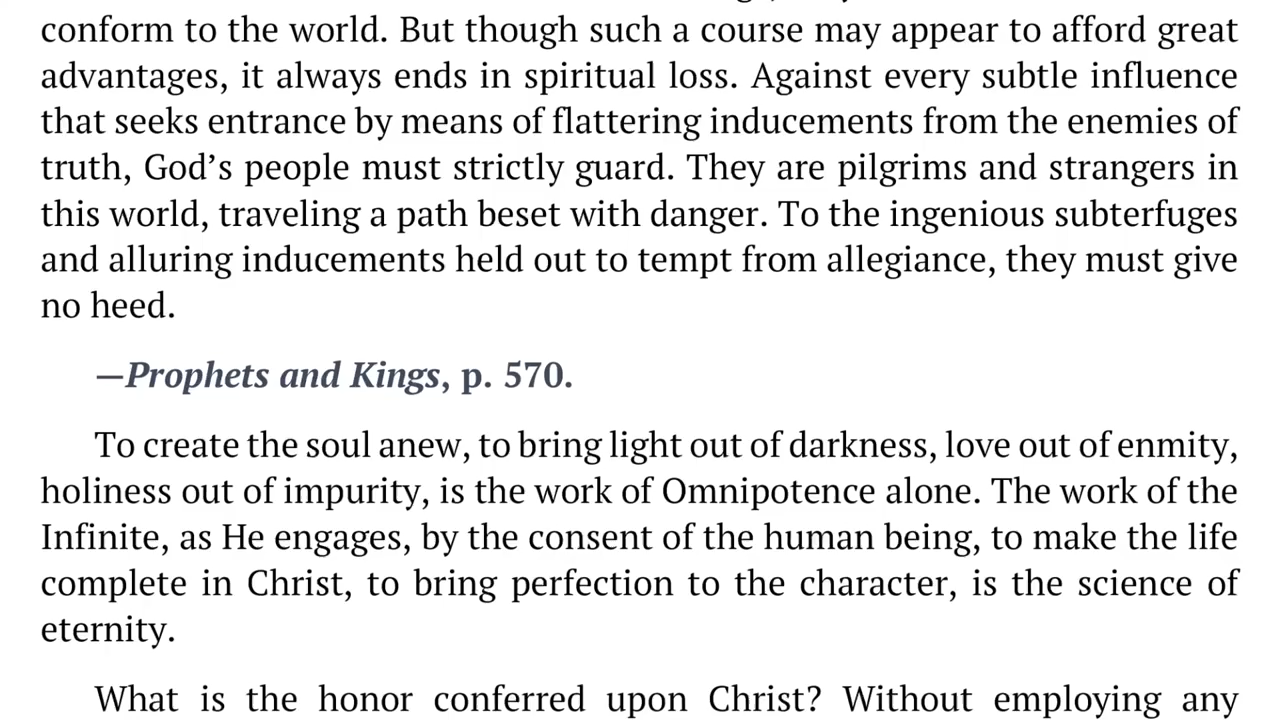 conform to the world. But though such a course may appear to afford great
advantages, it always ends in spiritual loss. Against every subtle influence
that seeks entrance by means of flattering inducements from the enemies of
truth, God’s people must strictly guard. They are pilgrims and strangers in
this world, traveling a path beset with danger. To the ingenious subterfuges
and alluring inducements held out to tempt from allegiance, they must give
no heed.
—Prophets and Kings, p. 570.
To create the soul anew, to bring light out of darkness, love out of enmity,
holiness out of impurity, is the work of Omnipotence alone. The work of the
Infinite, as He engages, by the consent of the human being, to make the life
complete in Christ, to bring perfection to the character, is the science of
eternity.
What is the honor conferred upon Christ? Without employing any